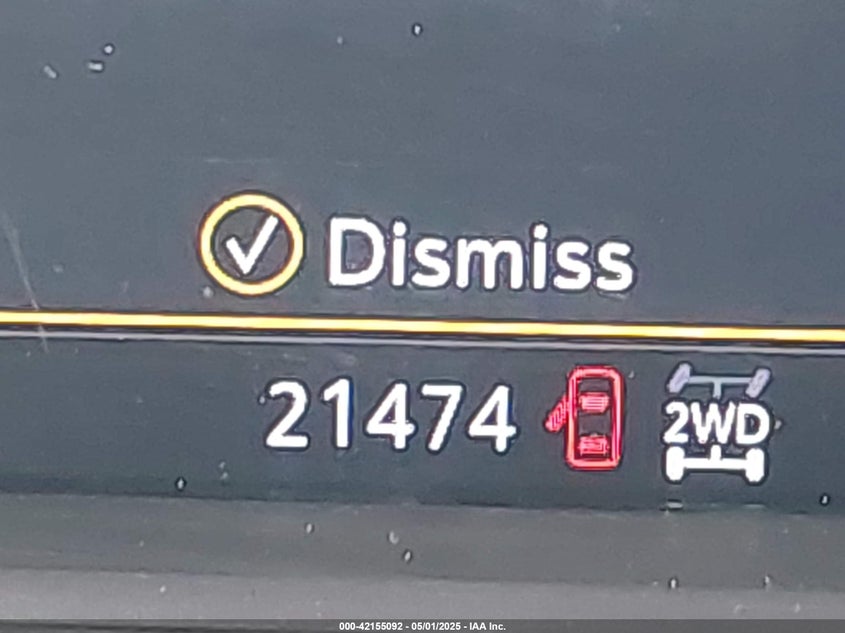 Dismiss
21474
2WD
000-42155092 - 05/01/2025 - IAA Inc.